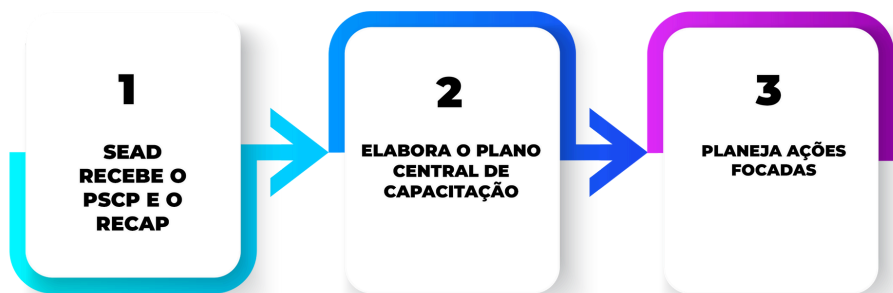 1
SEAD
RECEBE O
PSCP E O
RECAP
2
ELABORA O PLANO
CENTRAL DE
CAPACITAÇÃO
3
PLANEJA AÇÕES
FOCADAS